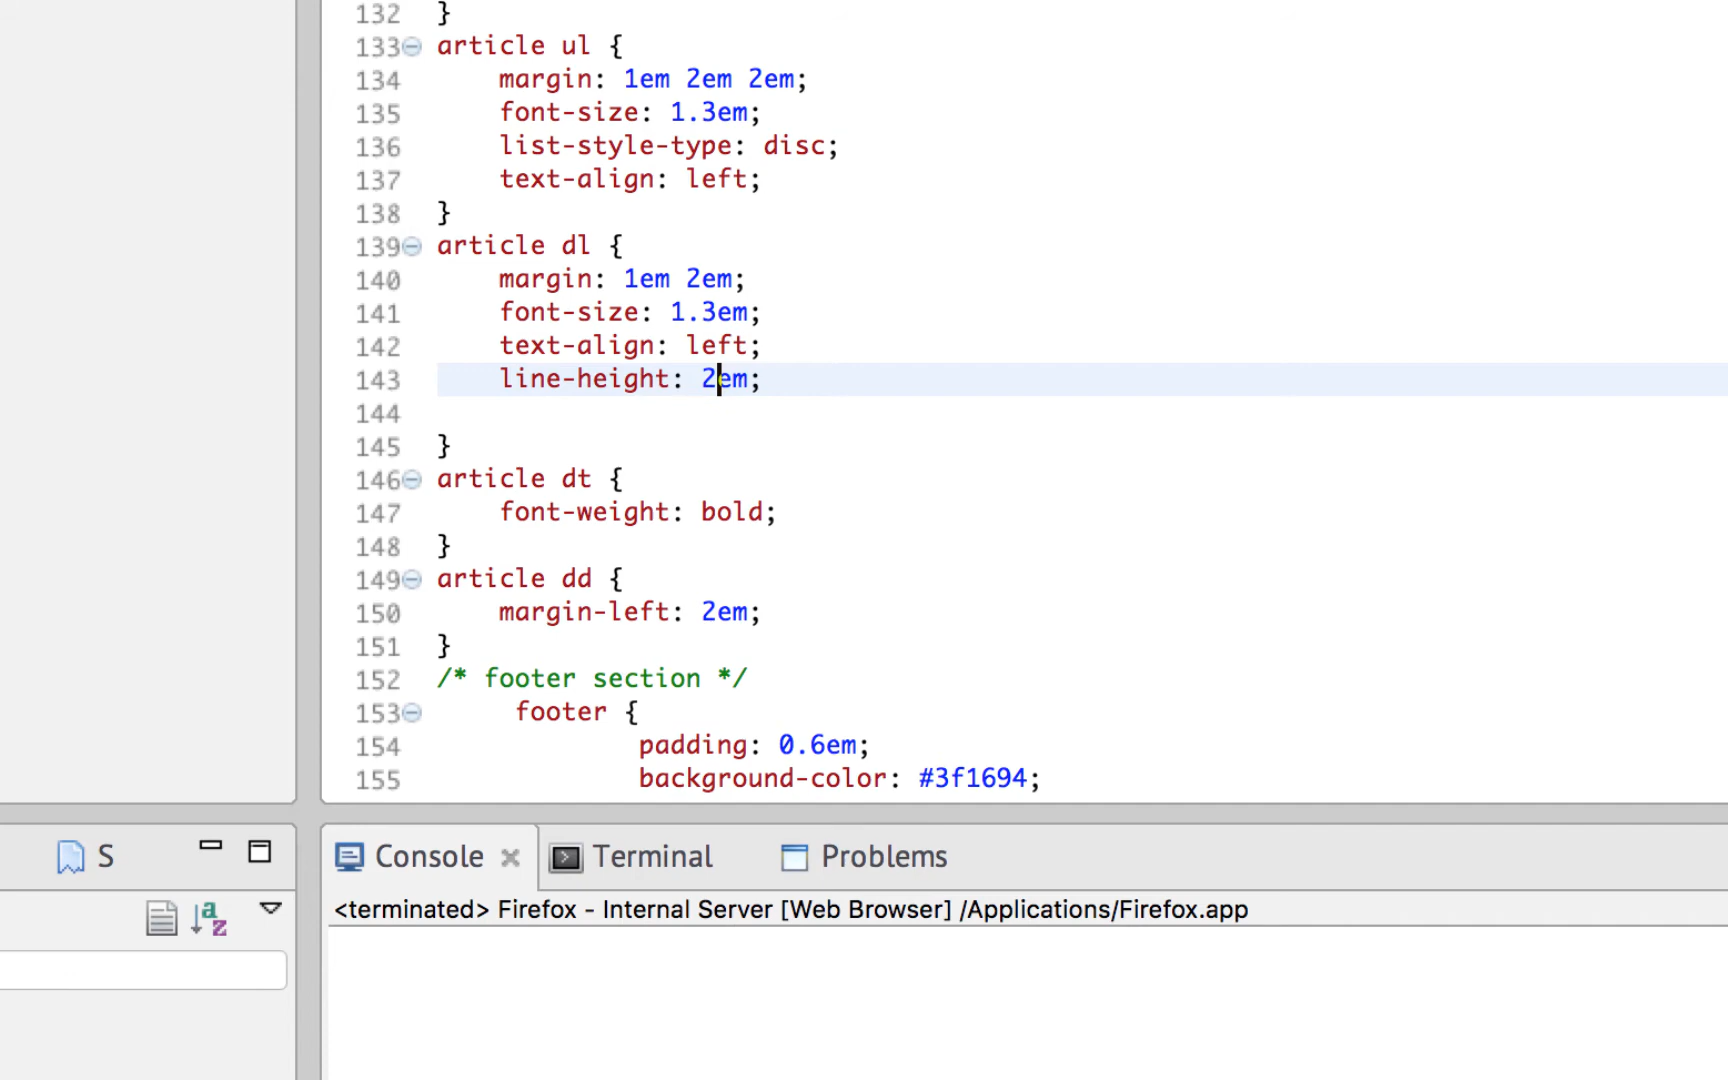 132 }
133 article ul {
134 margin: 1em 2em 2em;
135 font-size: 1.3em;
136 list-style-type: disc;
137 text-align: left;
138 }
139 article dl {
140 margin: 1em 2em;
141 font-size: 1.3em;
142 text-align: left;
143 line-height: 2em;
144
145 }
146 article dt {
147 font-weight: bold;
148 }
149 article dd {
150 margin-left: 2em;
151 }
152 /* footer section */
153 footer {
154 padding: 0.6em;
155 background-color: #3f1694;
S
Console Terminal Problems
a
z
<terminated> Firefox - Internal Server [Web Browser] /Applications/Firefox.app